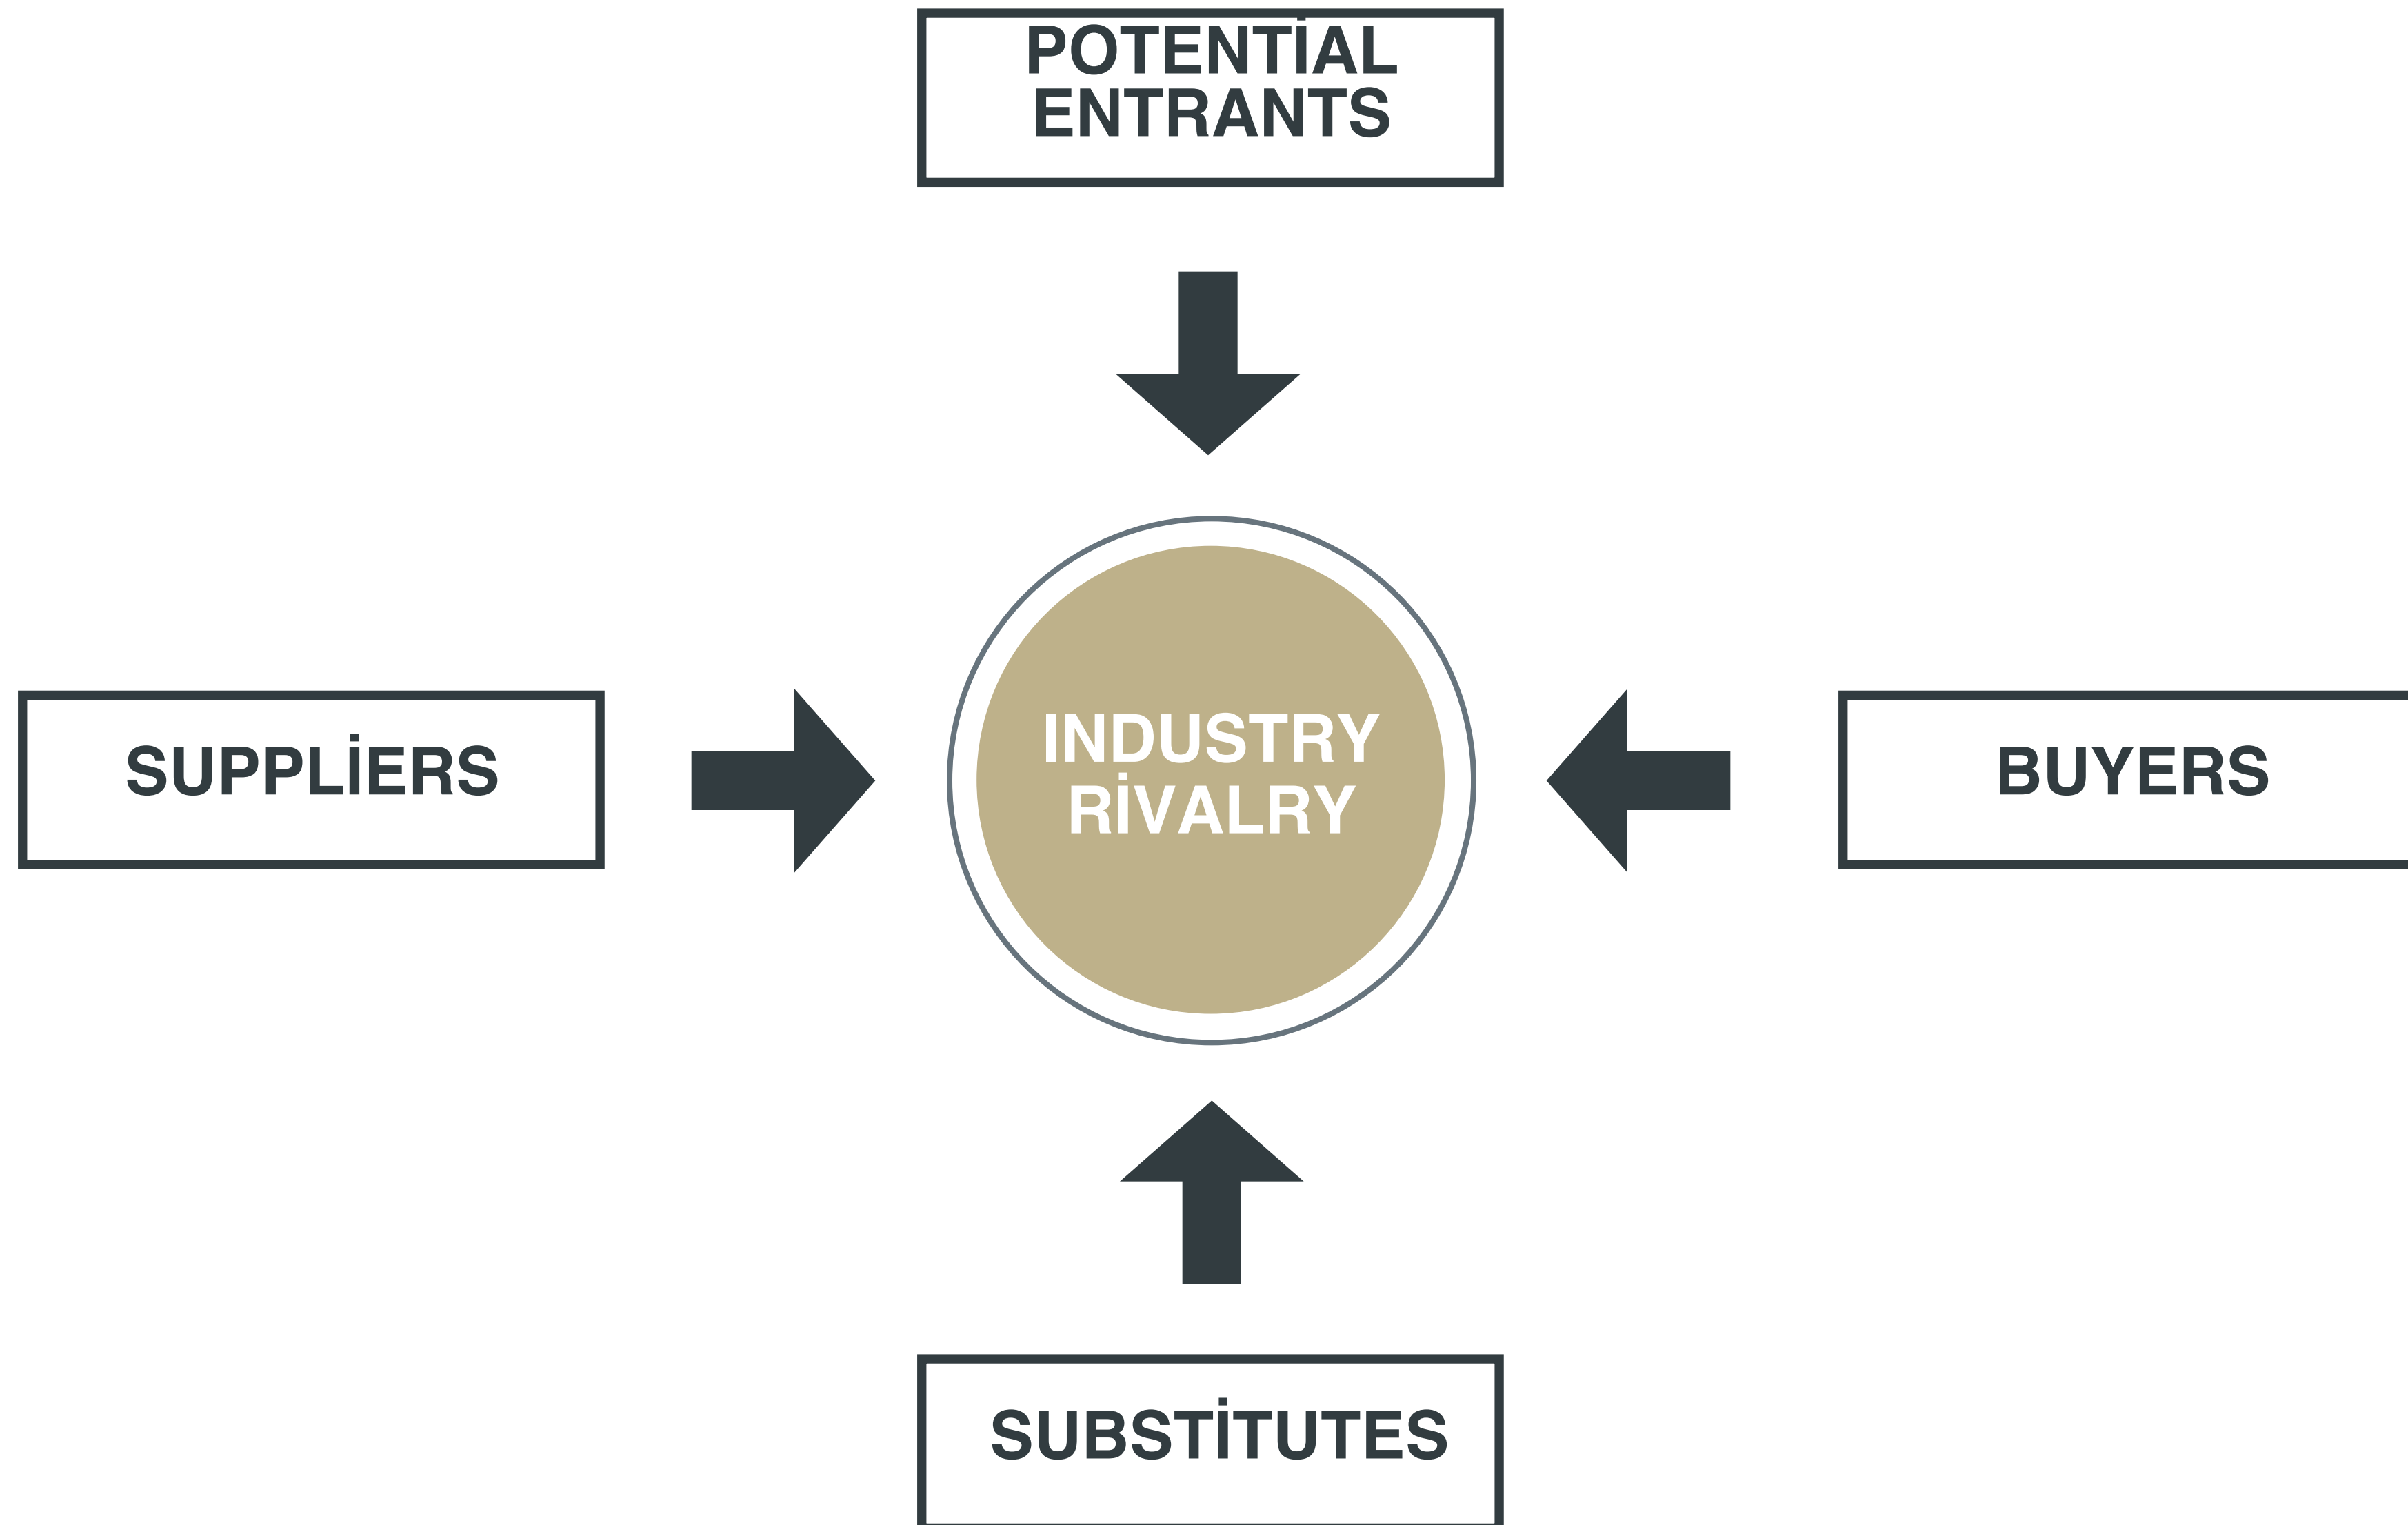 POTENTİAL
ENTRANTS
SUPPLİERS
INDUSTRY
RİVALRY
BUYERS
SUBSTİTUTES